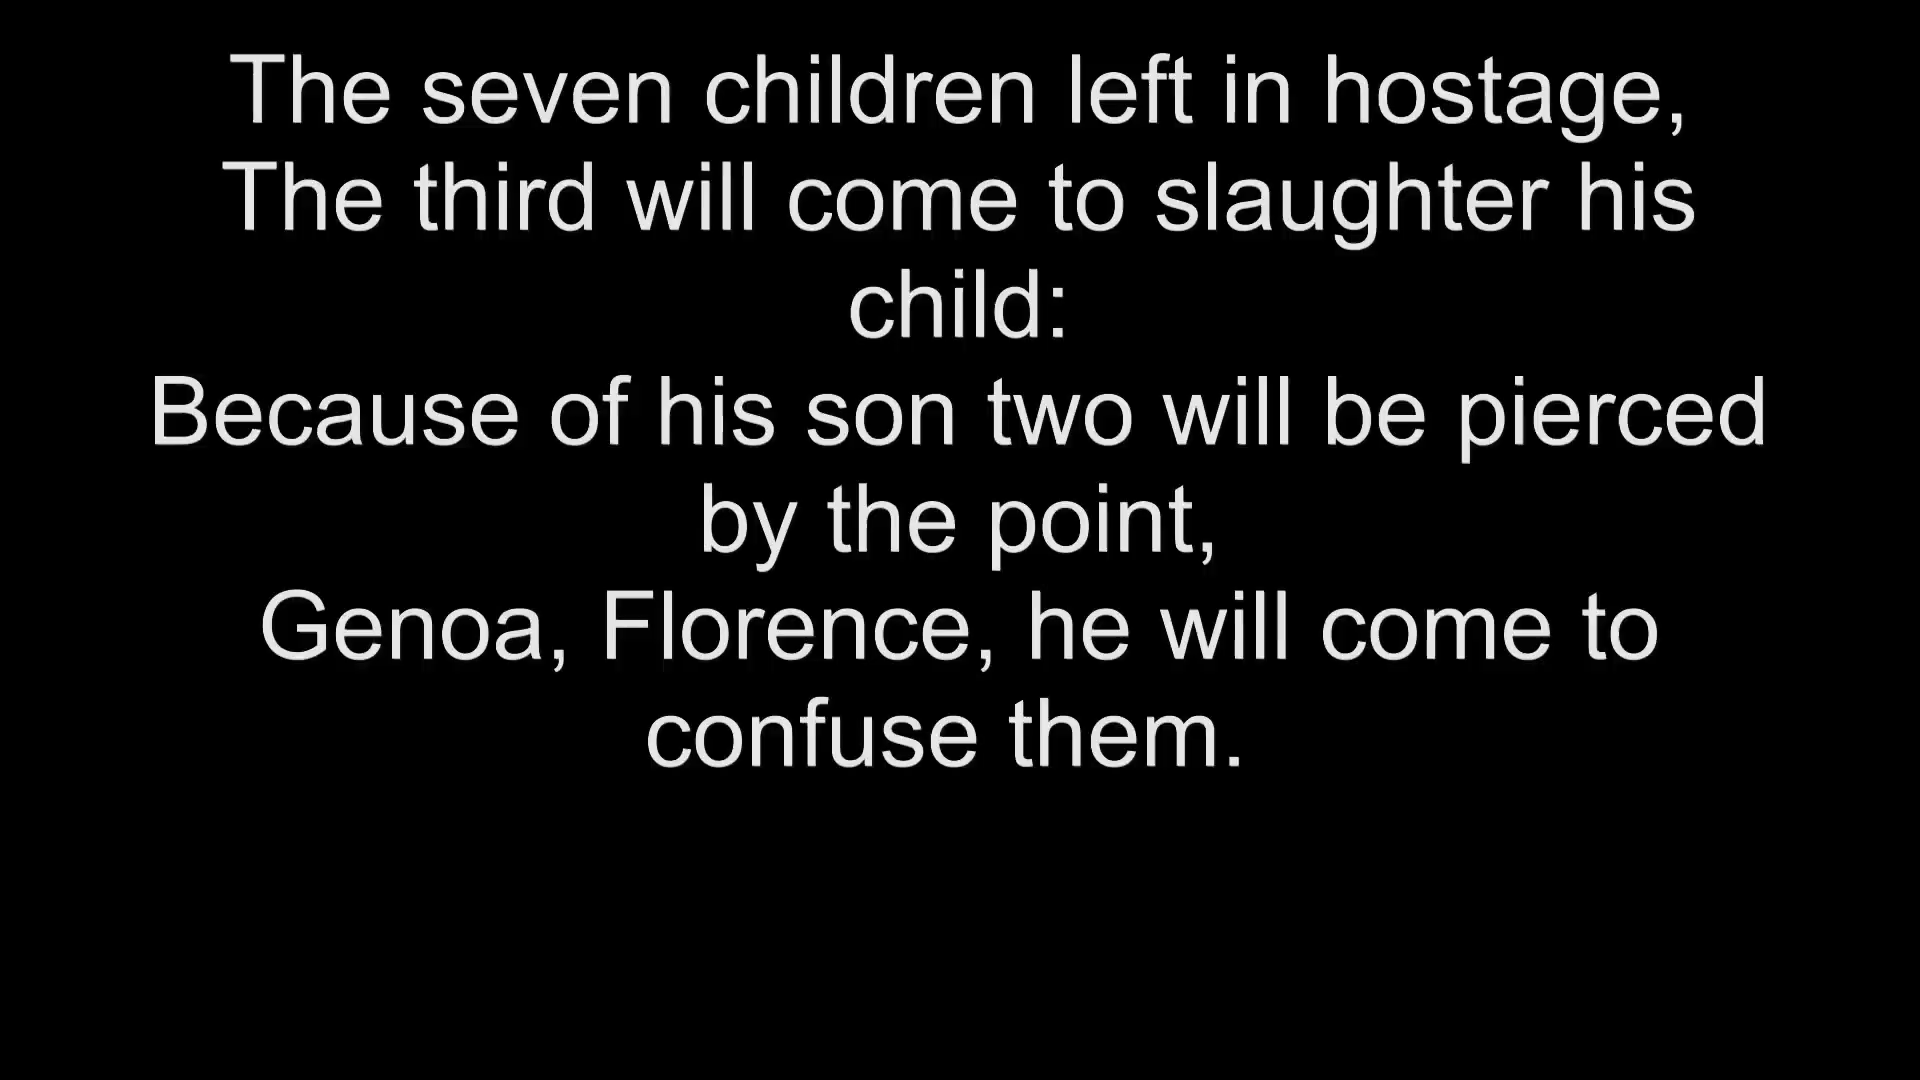 The seven children left in hostage,
The third will come to slaughter his
child:
Because of his son two will be pierced
by the point,
Genoa, Florence, he will come to
confuse them.